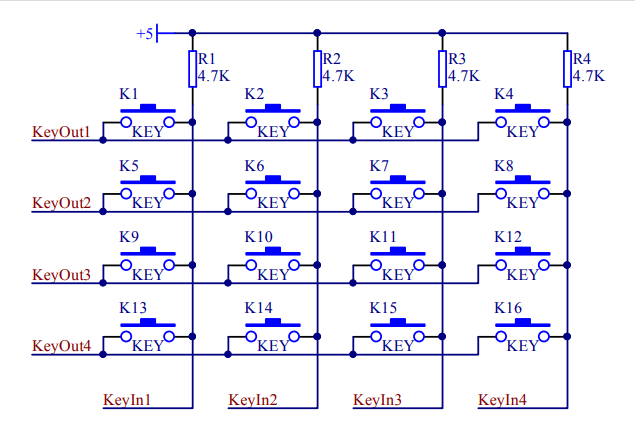 +5
R1 R2 R3 R4
4.7K 4.7K 4.7K 4.7K
K1 K2 K3 K4
KeyOut1 KEY KEY KEY KEY
K5 K6 K7 K8
KeyOut2 KEY KEY KEY KEY
K9 K10 K11 K12
KeyOut3 KEY KEY KEY KEY
K13 K14 K15 K16
KeyOut4 KEY KEY KEY KEY
KeyIn1 KeyIn2 KeyIn3 KeyIn4